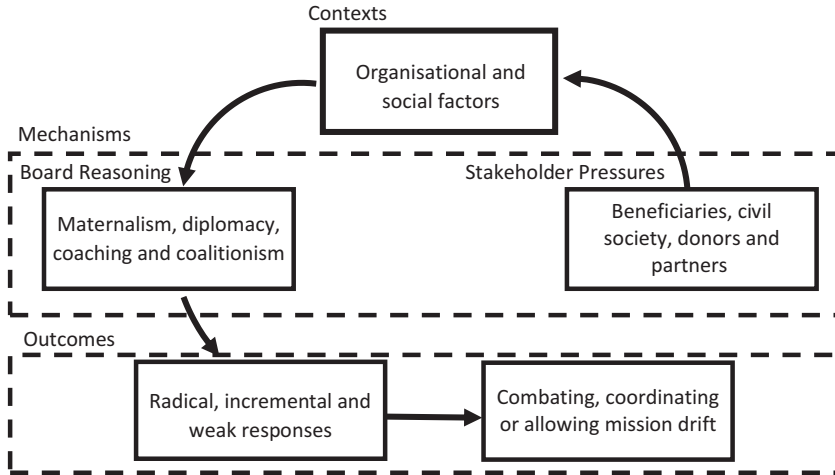 Contexts
Organisational and
social factors
Mechanisms
Board Reasoning
Maternalism, diplomacy,
coaching and coalitionism
Stakeholder Pressures
Beneficiaries, civil
society, donors and
partners
Outcomes
Radical, incremental and
weak responses
Combating, coordinating
or allowing mission drift